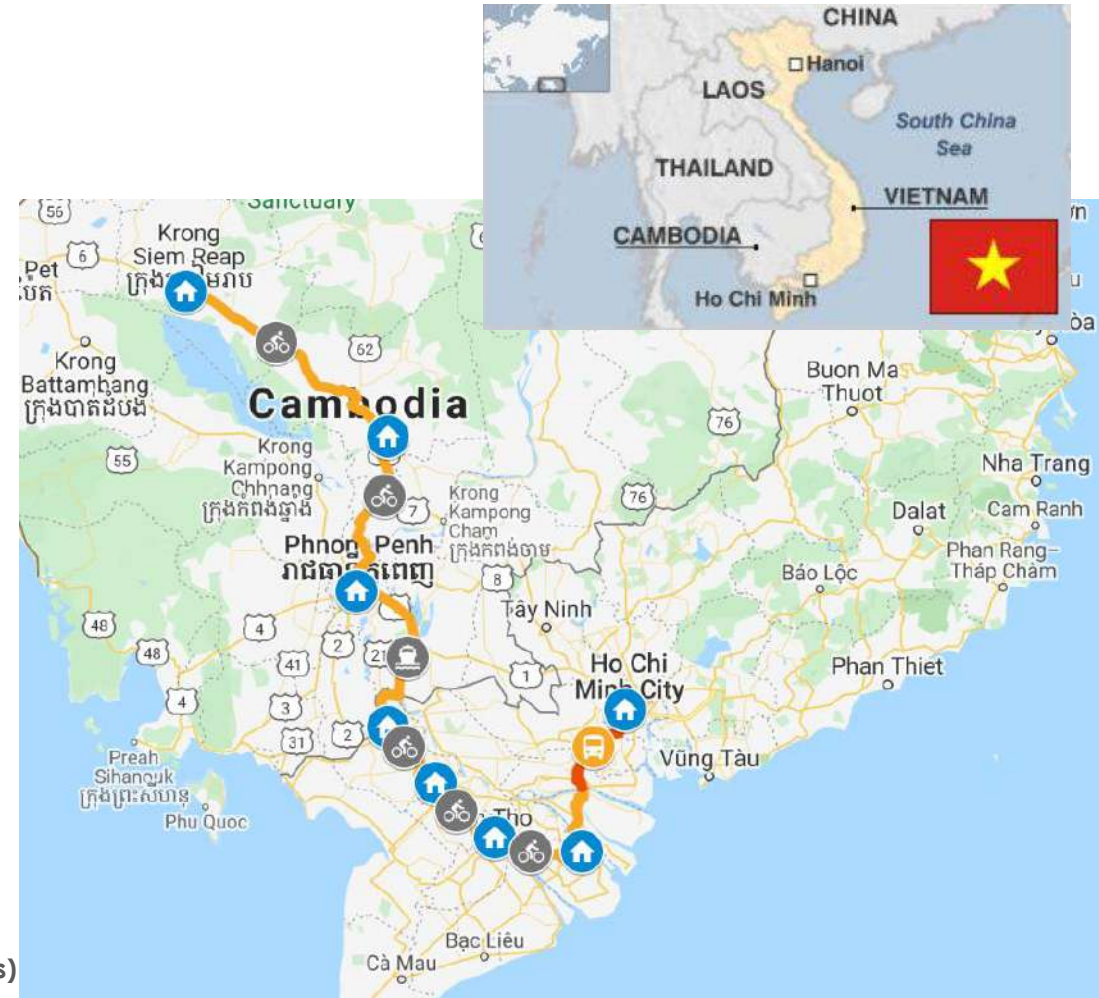 CHINA
Hanoi
LAOS
South China
Sea
THAILAND
VIETNAM
CAMBODIA
Ho Chi Minh
Sanctuary
56
6
Krong
Siem Reap
Pet
62
Krong
Battambang
ក្រុងបាត់ដំបង
Cambodia
55
Krong
Kampong
Chhnang
ក្រុងកំពង់ឆ្នាំង
7
Krong
Kampong
Cham
ក្រុងកំពង់ចាម
76
76
Buon Ma
Thuot
Nha Trang
Dalat
Cam Ranh
Phan Rang–
Tháp Chàm
Bảo Lộc
Phnom Penh
8
Tây Ninh
48
48
4
2
21
41
4
3
31
2
1
Ho Chi
Minh City
Phan Thiet
Vũng Tàu
Preah
Sihanouk
ក្រុងព្រះសីហនុ
Phu Quoc
Tho
Bạc Liêu
Cà Mau
s)